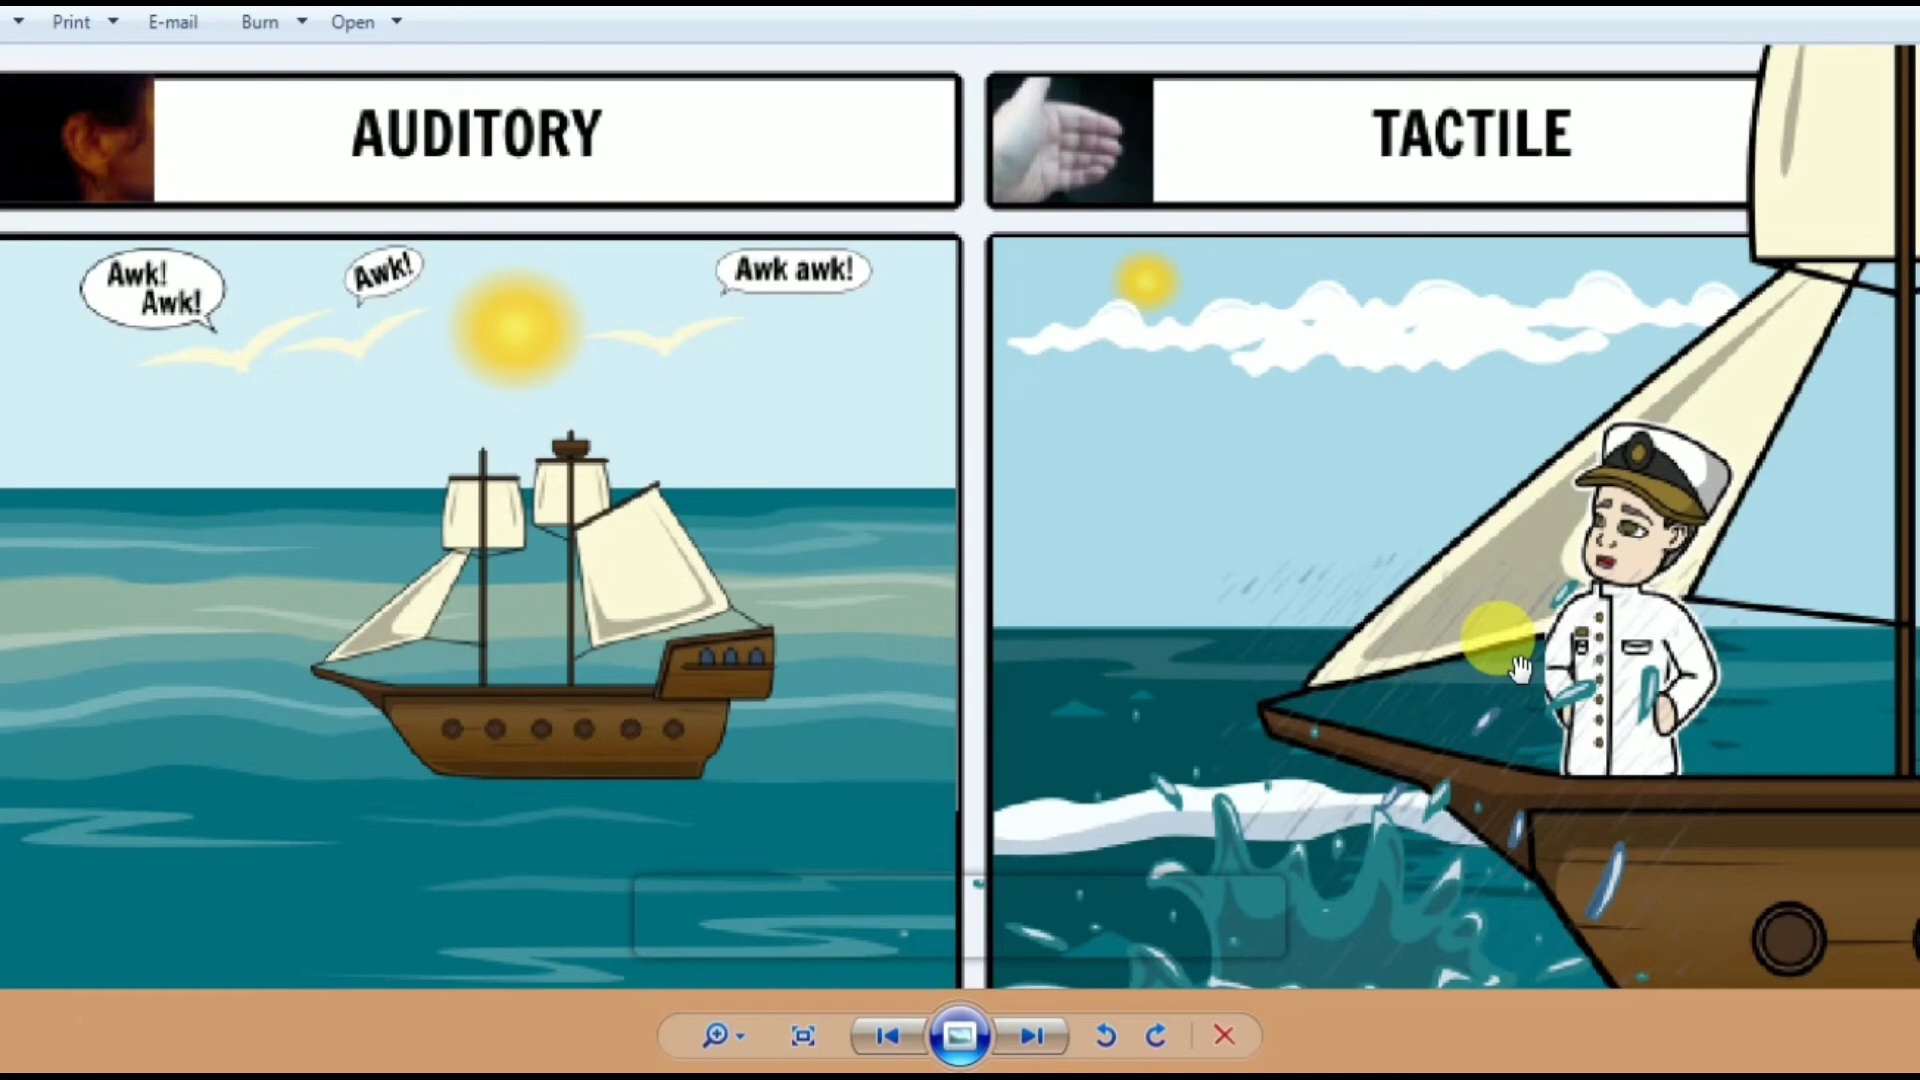 Print E-mail Burn Open
AUDITORY
TACTILE
Awk!
Awk!
Awk!
Awk awk!